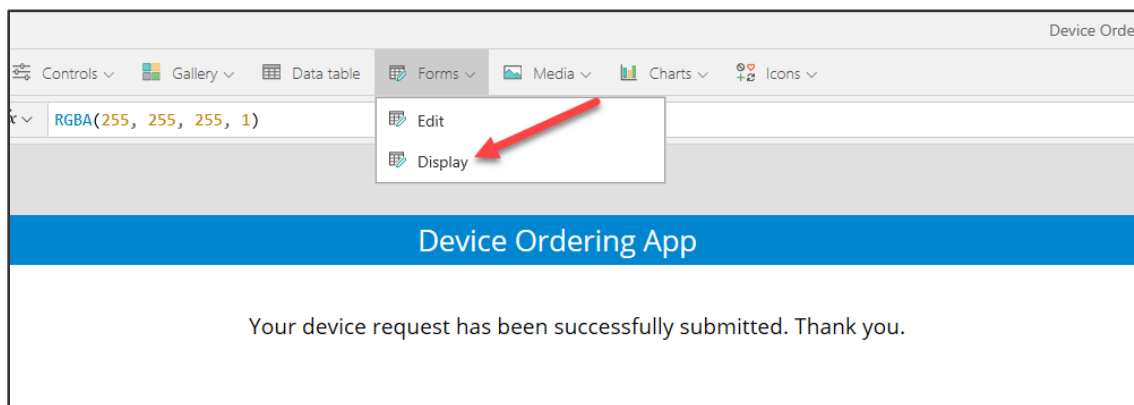 Device Orde
Controls Gallery Data table Forms Media Charts Icons
RGBA(255, 255, 255, 1)
Edit
Display
Device Ordering App
Your device request has been successfully submitted. Thank you.